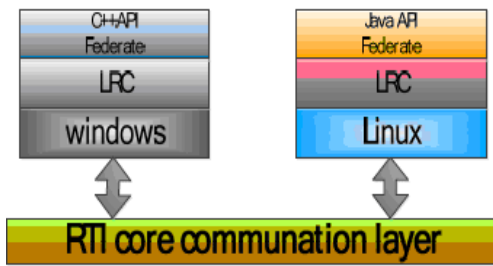 C++API
Federate
LRC
windows
Java API
Federate
LRC
Linux
RTI core communation layer